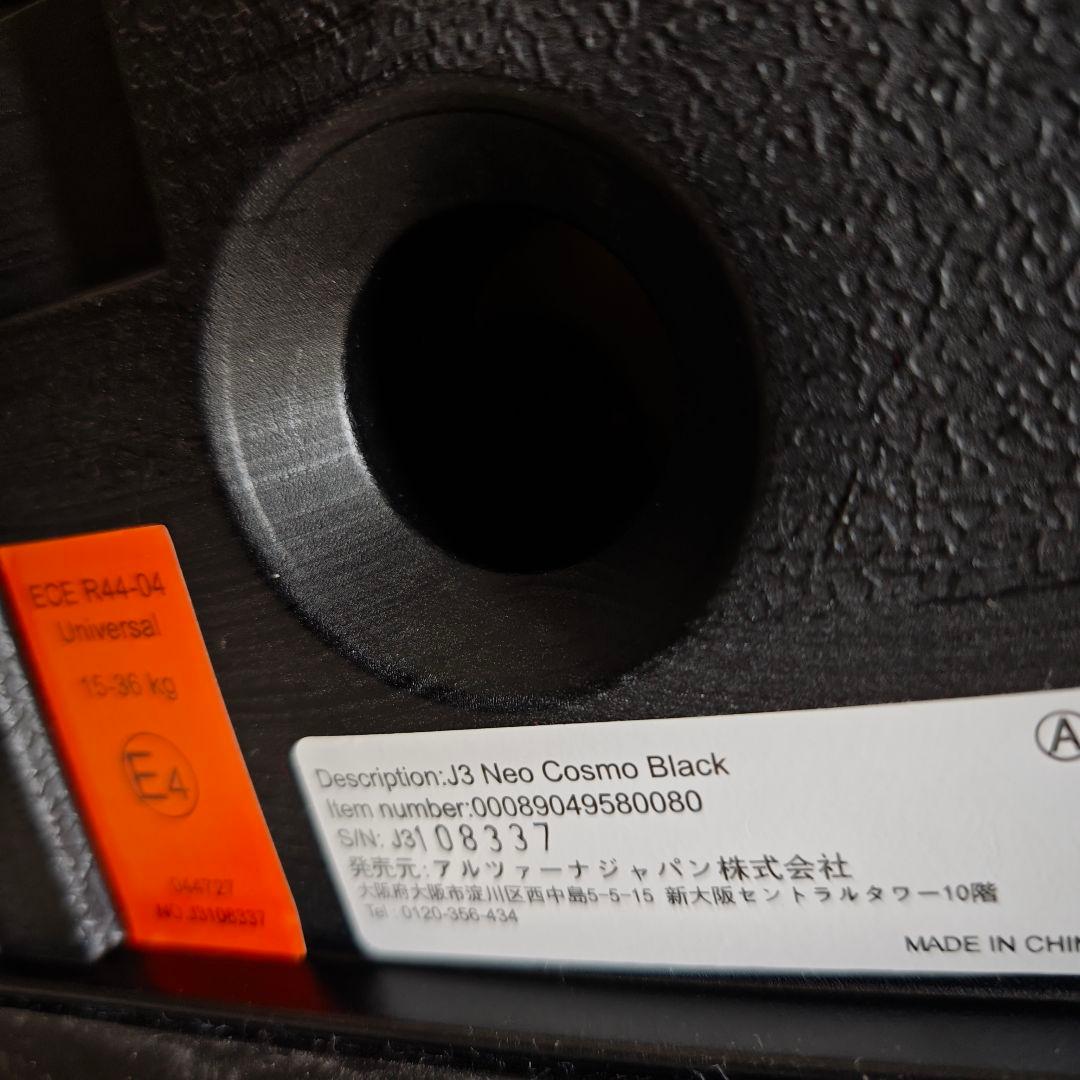 ECE R44-04
Universal
15-36 kg
E4
044727
NO.J3108337
Description:J3 Neo Cosmo Black
Item number:00089049580080
S/N: J3108337
発売元:アルツァーナジャパン株式会社
大阪府大阪市淀川区西中島5-5-15 新大阪セントラルタワー10階
Tel : 0120-356-434
A
MADE IN CHIN